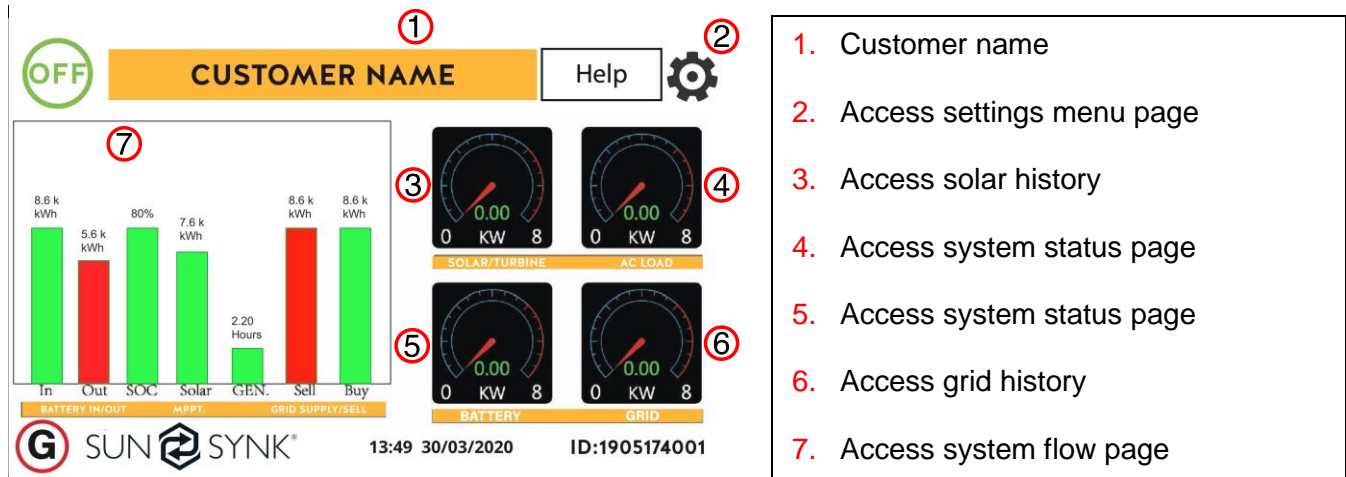 ①
②
OFF
CUSTOMER NAME
Help
⑦
8.6 k
kWh
5.6 k
kWh
80%
7.6 k
kWh
2.20
Hours
8.6 k
kWh
8.6 k
kWh
In Out SOC Solar GEN. Sell Buy
BATTERY IN/OUT MPPT. GRID SUPPLY/SELL
③
0.00
0 KW 8
SOLAR/TURBINE
④
0.00
0 KW 8
AC LOAD
⑤
0.00
0 KW 8
BATTERY
⑥
0.00
0 KW 8
GRID
G SUN SYNK®
13:49 30/03/2020
ID:1905174001
1. Customer name
2. Access settings menu page
3. Access solar history
4. Access system status page
5. Access system status page
6. Access grid history
7. Access system flow page